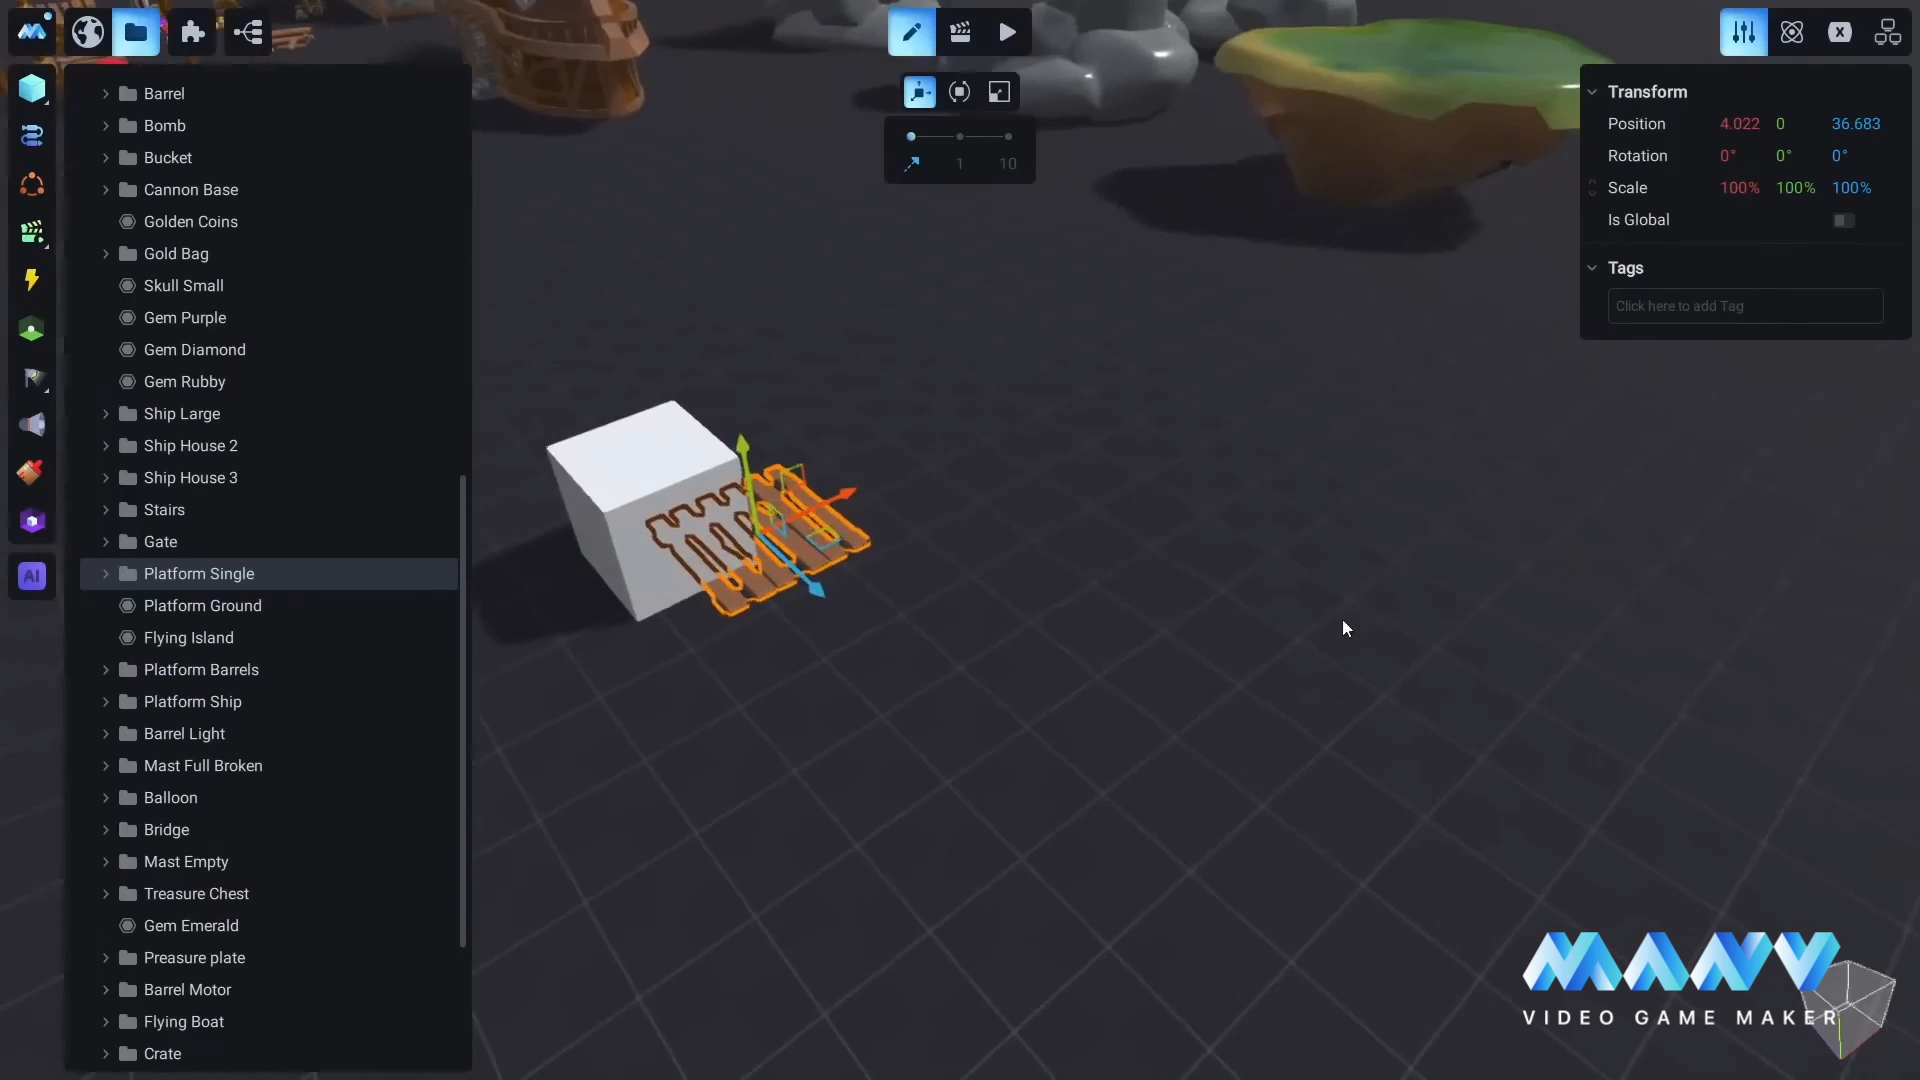 Barrel
Bomb
Bucket
Cannon Base
Golden Coins
Gold Bag
Skull Small
Gem Purple
Gem Diamond
Gem Rubby
Ship Large
Ship House 2
Ship House 3
Stairs
Gate
Platform Single
Platform Ground
Flying Island
Platform Barrels
Platform Ship
Barrel Light
Mast Full Broken
Balloon
Bridge
Mast Empty
Treasure Chest
Gem Emerald
Preasure plate
Barrel Motor
Flying Boat
Crate
AI
1 10
X
Transform
Position 4.022 0 36.683
Rotation 0° 0° 0°
Scale 100% 100% 100%
Is Global
Tags
Click here to add Tag
MANU
VIDEO GAME MAKER